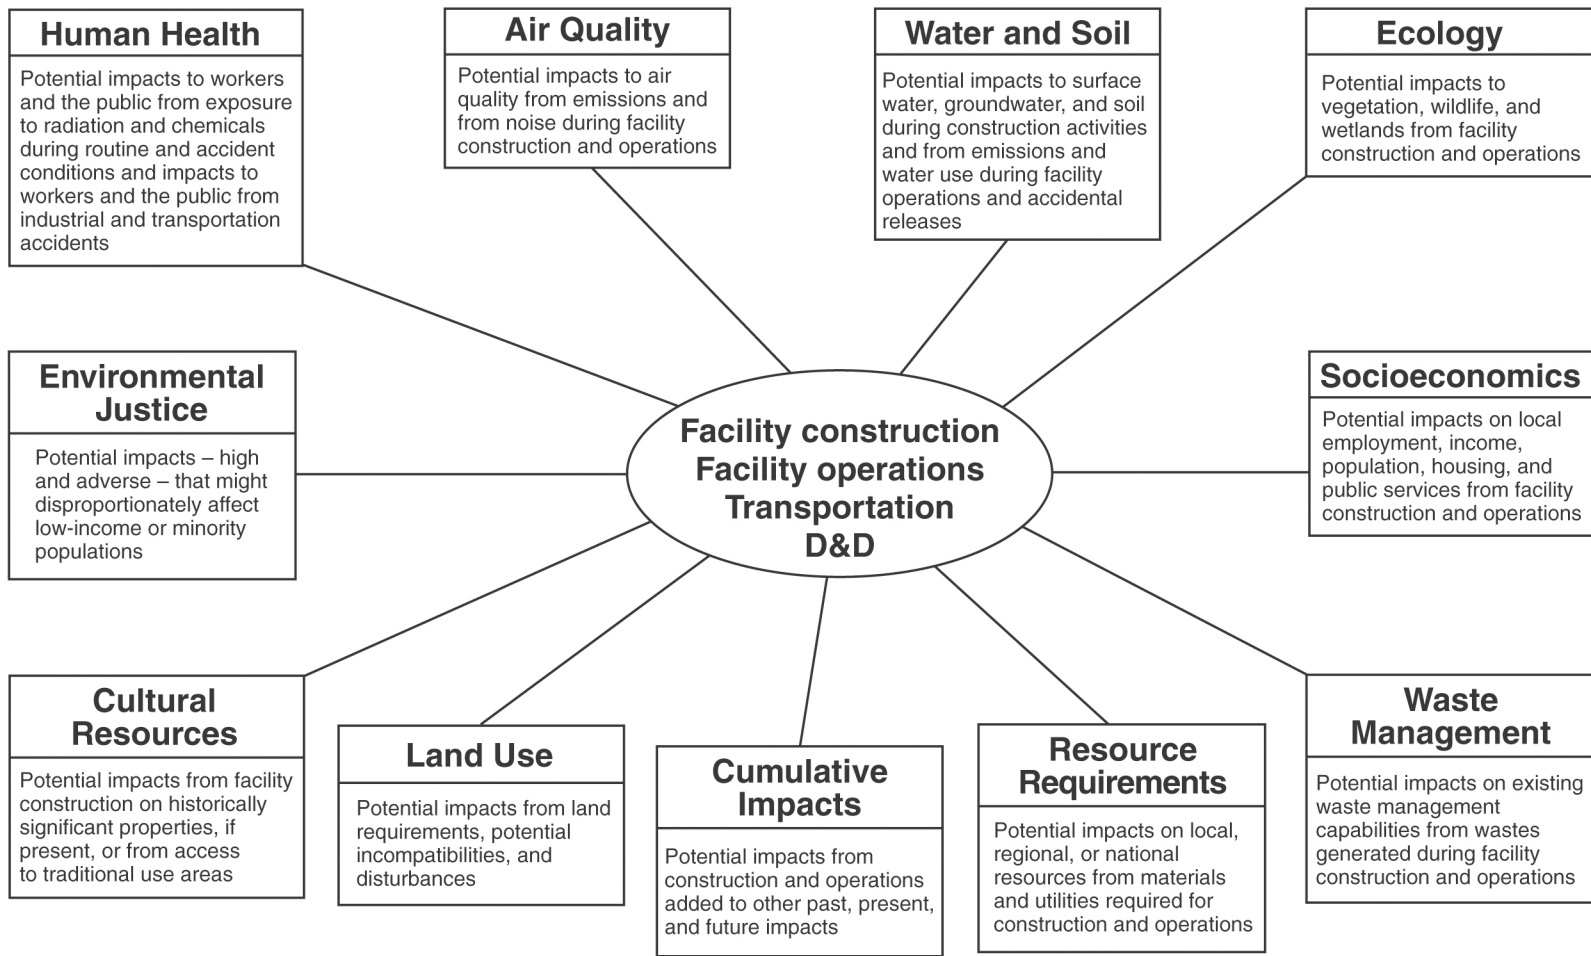 Human Health
Potential impacts to workers
and the public from exposure
to radiation and chemicals
during routine and accident
conditions and impacts to
workers and the public from
industrial and transportation
accidents
Air Quality
Potential impacts to air
quality from emissions and
from noise during facility
construction and operations
Water and Soil
Potential impacts to surface
water, groundwater, and soil
during construction activities
and from emissions and
water use during facility
operations and accidental
releases
Ecology
Potential impacts to
vegetation, wildlife, and
wetlands from facility
construction and operations
Environmental
Justice
Potential impacts – high
and adverse – that might
disproportionately affect
low-income or minority
populations
Facility construction
Facility operations
Transportation
D&D
Socioeconomics
Potential impacts on local
employment, income,
population, housing, and
public services from facility
construction and operations
Cultural
Resources
Potential impacts from facility
construction on historically
significant properties, if
present, or from access
to traditional use areas
Land Use
Potential impacts from land
requirements, potential
incompatibilities, and
disturbances
Cumulative
Impacts
Potential impacts from
construction and operations
added to other past, present,
and future impacts
Resource
Requirements
Potential impacts on local,
regional, or national
resources from materials
and utilities required for
construction and operations
Waste
Management
Potential impacts on existing
waste management
capabilities from wastes
generated during facility
construction and operations